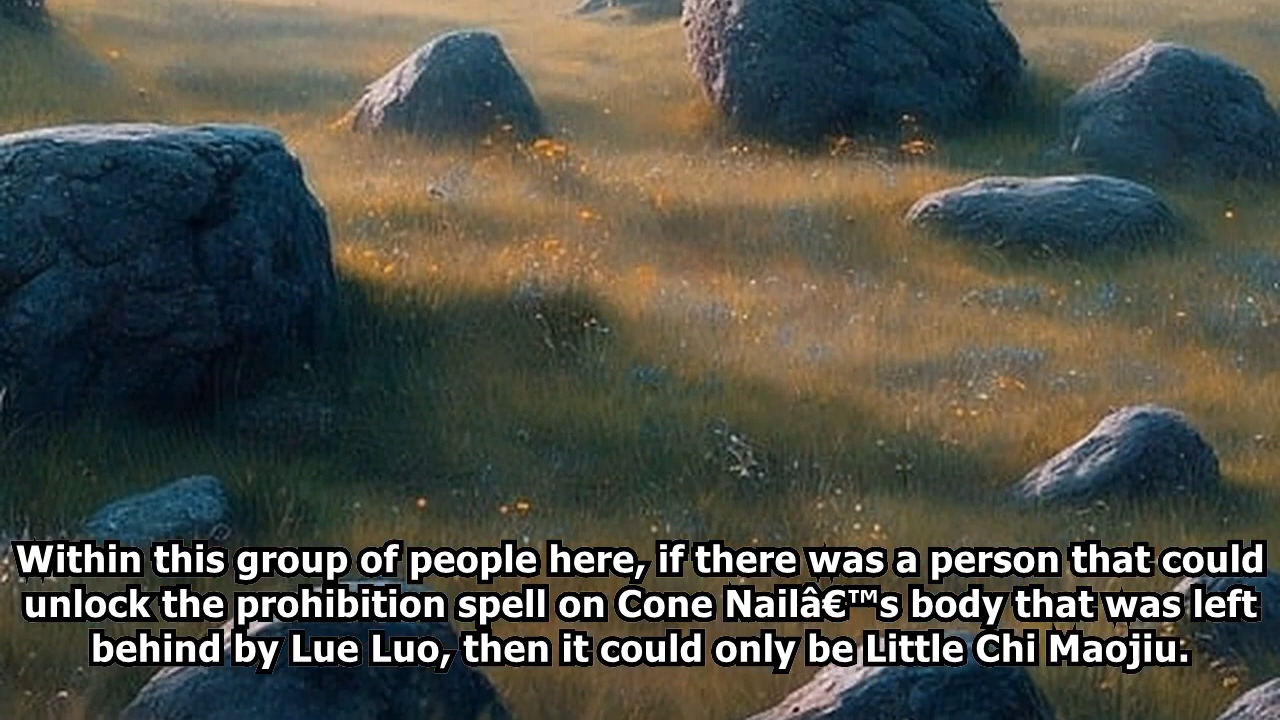 Within this group of people here, if there was a person that could
unlock the prohibition spell on Cone Nailâ€™s body that was left
behind by Lue Luo, then it could only be Little Chi Maojiu.